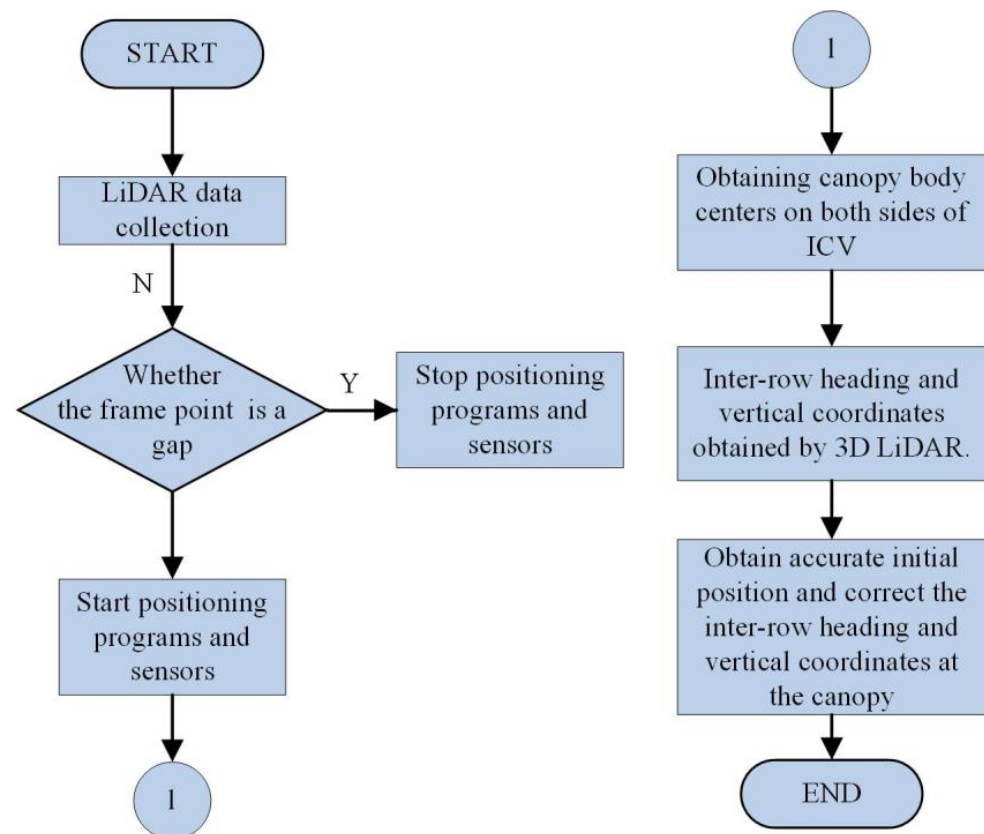 START
LiDAR data
collection
N
Whether
the frame point is a
gap
Y
Stop positioning
programs and
sensors
Start positioning
programs and
sensors
1
1
Obtaining canopy body
centers on both sides of
ICV
Inter-row heading and
vertical coordinates
obtained by 3D LiDAR.
Obtain accurate initial
position and correct the
inter-row heading and
vertical coordinates at
the canopy
END